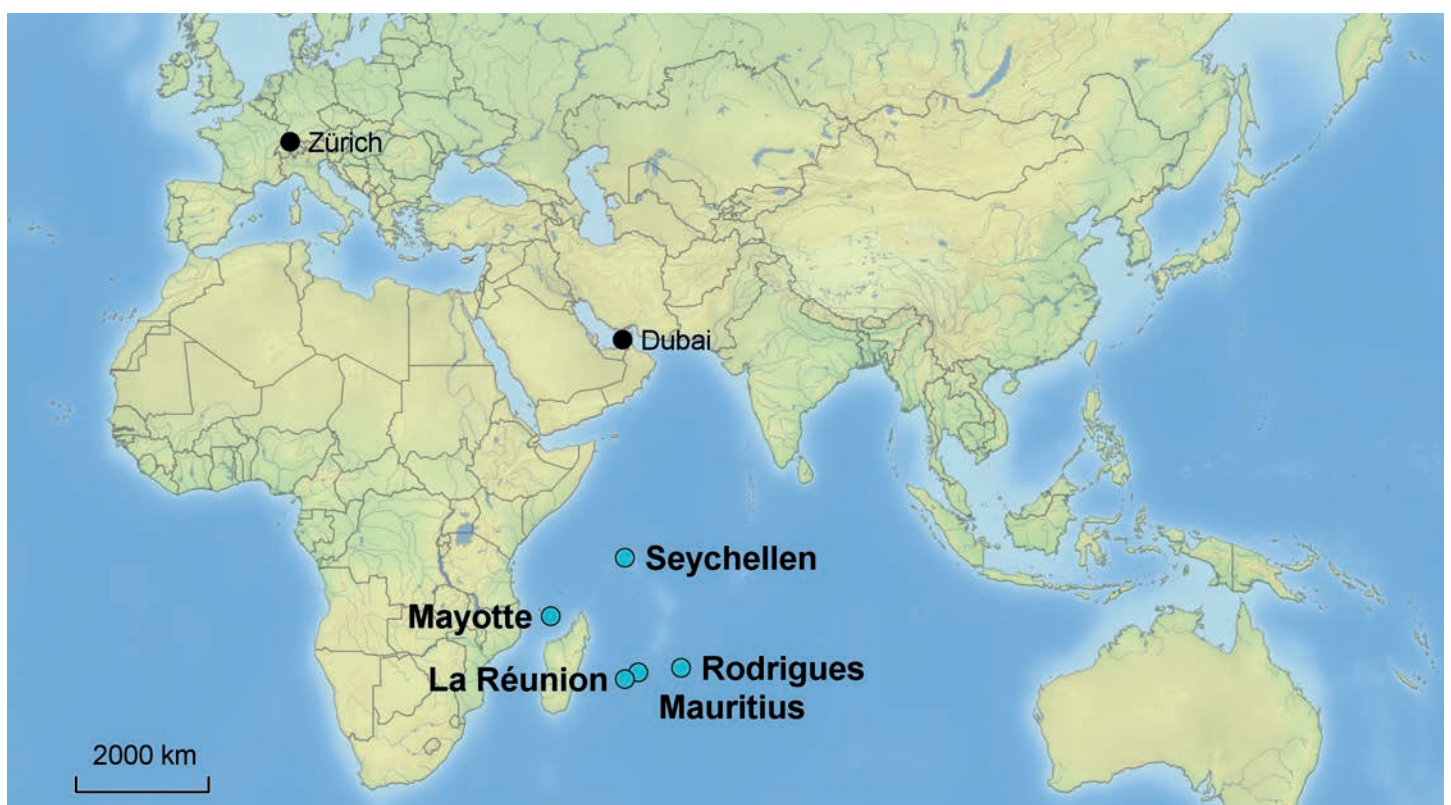 Zürich
Dubai
Seychellen
Mayotte
La Réunion
Rodrigues
Mauritius
2000 km